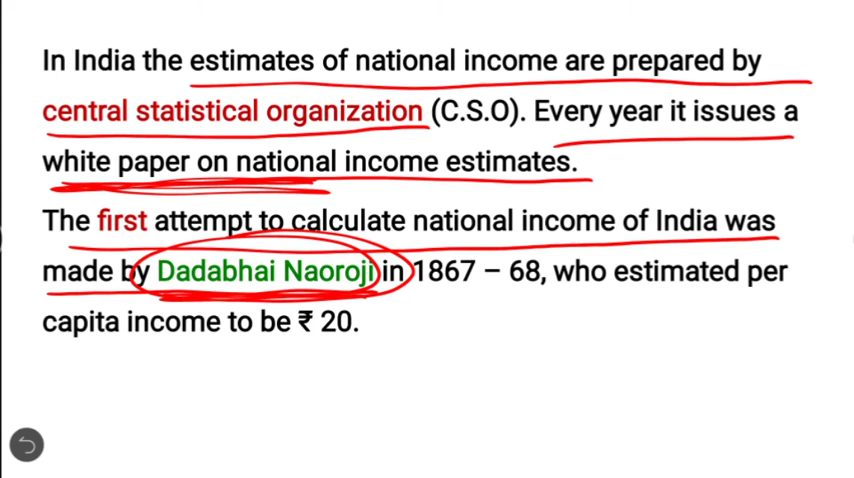 In India the estimates of national income are prepared by
central statistical organization (C.S.O). Every year it issues a
white paper on national income estimates.
The first attempt to calculate national income of India was
made by Dadabhai Naoroji in 1867 – 68, who estimated per
capita income to be ₹ 20.